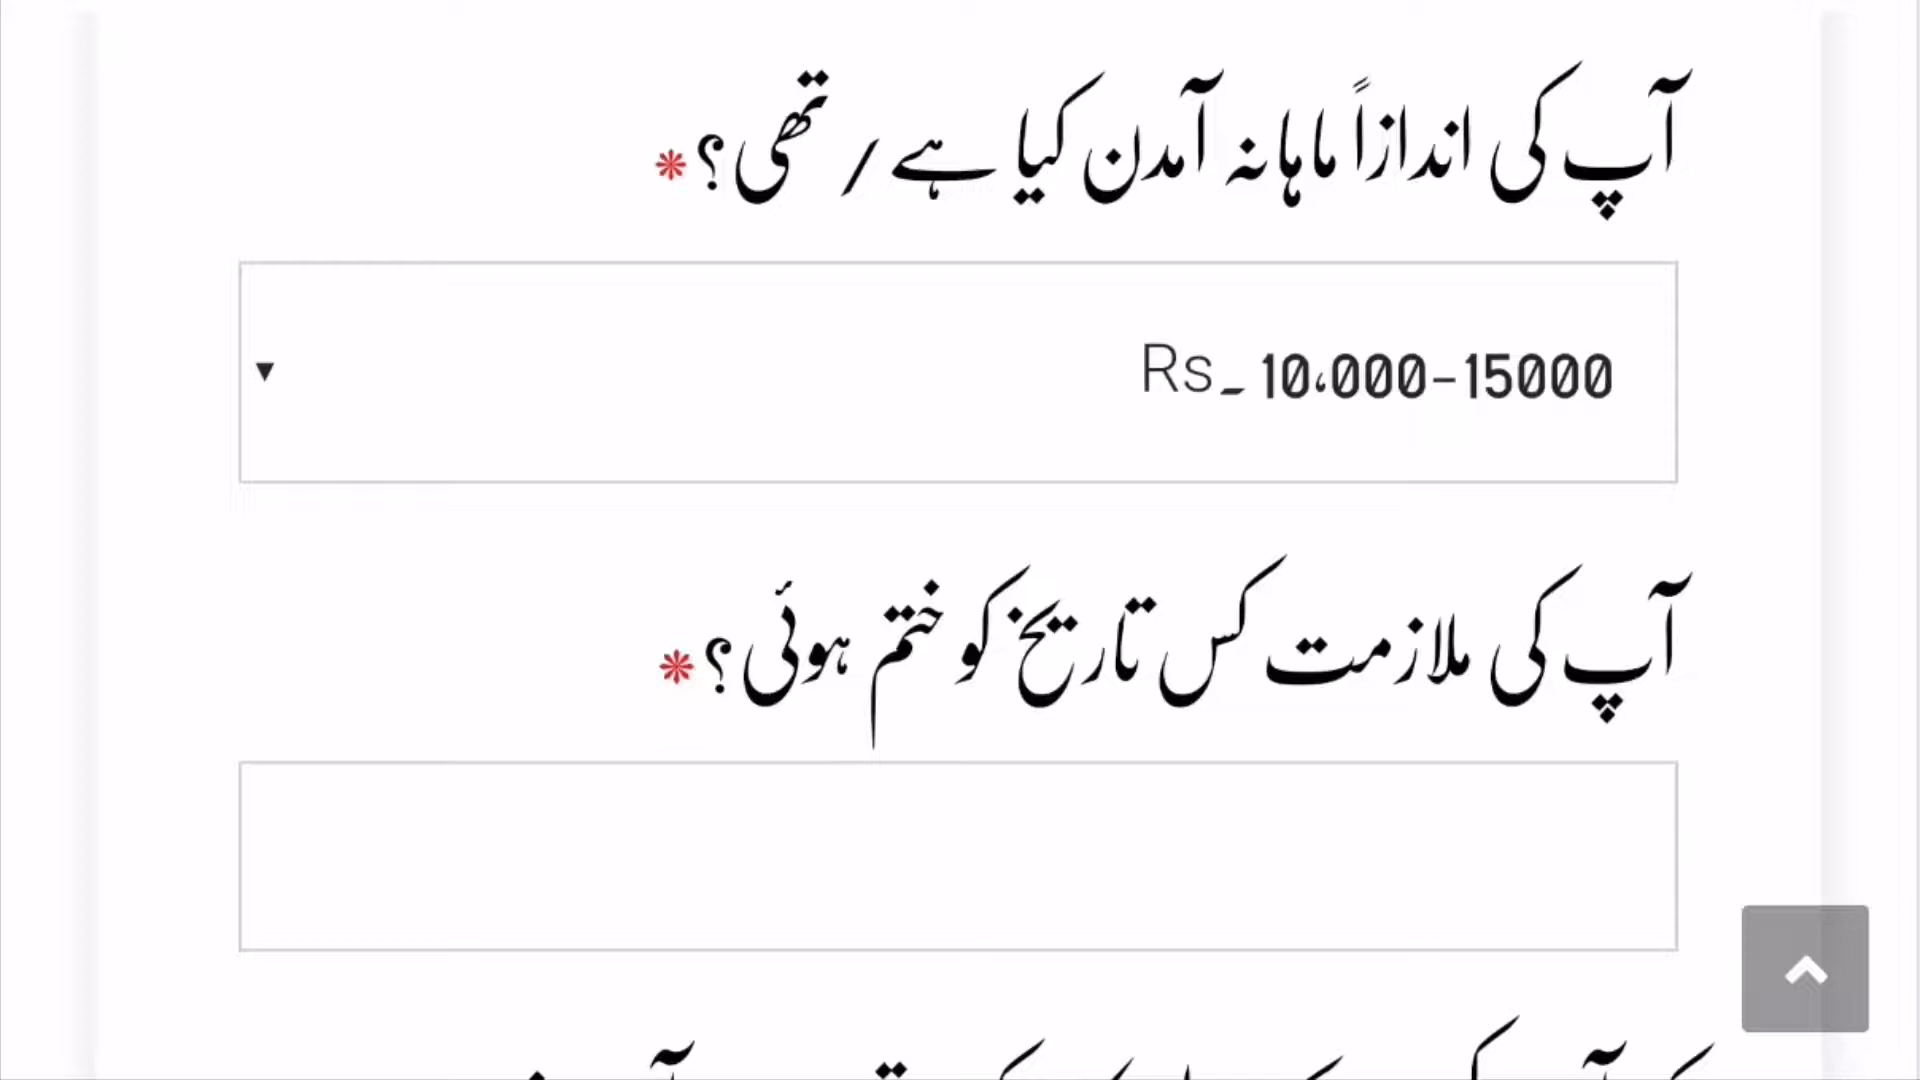 آپ کی اندازاً ماہانہ آمدن کیا ہے / تھی؟*
Rs۔ 10،000-15000
آپ کی ملازمت کس تاریخ کو ختم ہوئی؟*